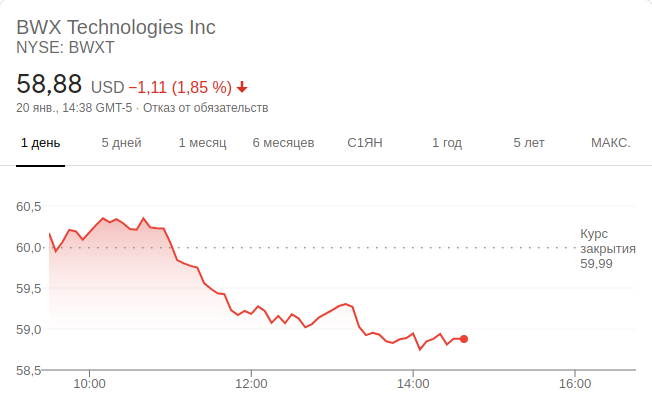 BWX Technologies Inc
NYSE: BWXT
58,88 USD −1,11 (1,85 %)
20 янв., 14:38 GMT-5 · Отказ от обязательств
1 день 5 дней 1 месяц 6 месяцев С1ЯН 1 год 5 лет МАКС.
60,5
60,0
59,5
59,0
58,5
Курс
закрытия
59,99
10:00 12:00 14:00 16:00